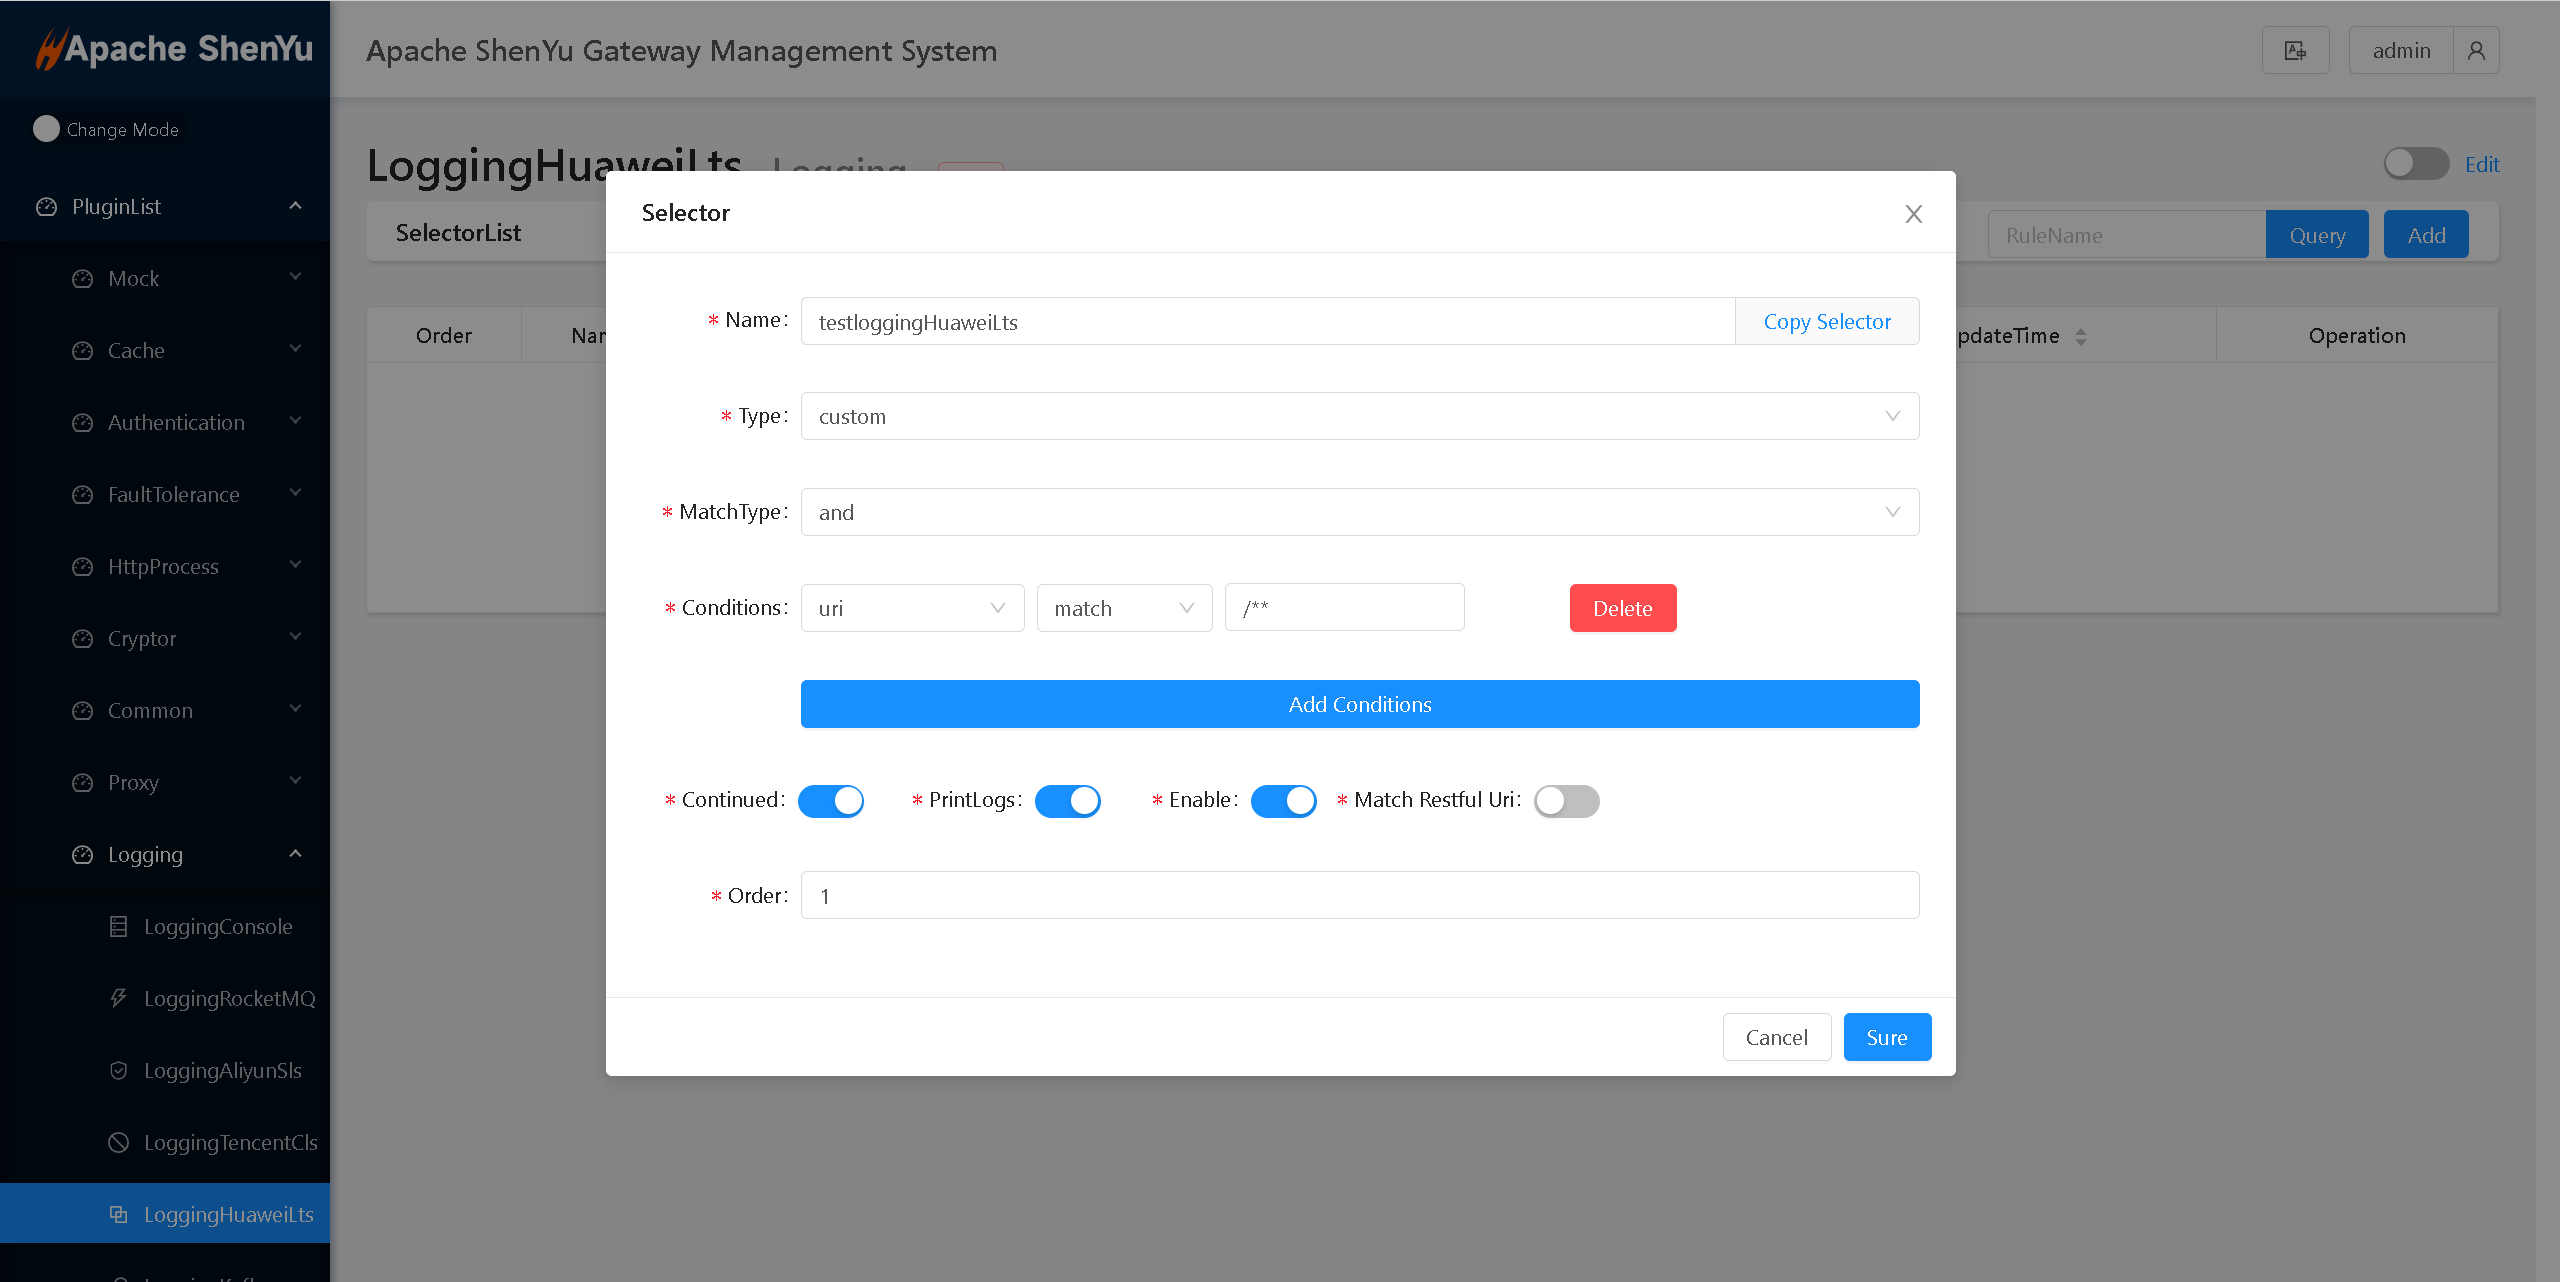 Apache ShenYu
Apache ShenYu Gateway Management System
admin
Change Mode
LoggingHuaweiLts Logging
Edit
PluginList
SelectorList
RuleName
Query
Add
Mock
Cache
Authentication
FaultTolerance
HttpProcess
Cryptor
Common
Proxy
Logging
LoggingConsole
LoggingRocketMQ
LoggingAliyunSls
LoggingTencentCls
LoggingHuaweiLts
Order
Operation
Selector
* Name:
testloggingHuaweiLts
Copy Selector
* Type:
custom
* MatchType:
and
* Conditions:
uri
match
/**
Delete
Add Conditions
* Continued:
* PrintLogs:
* Enable:
* Match Restful Uri:
* Order:
1
Cancel
Sure